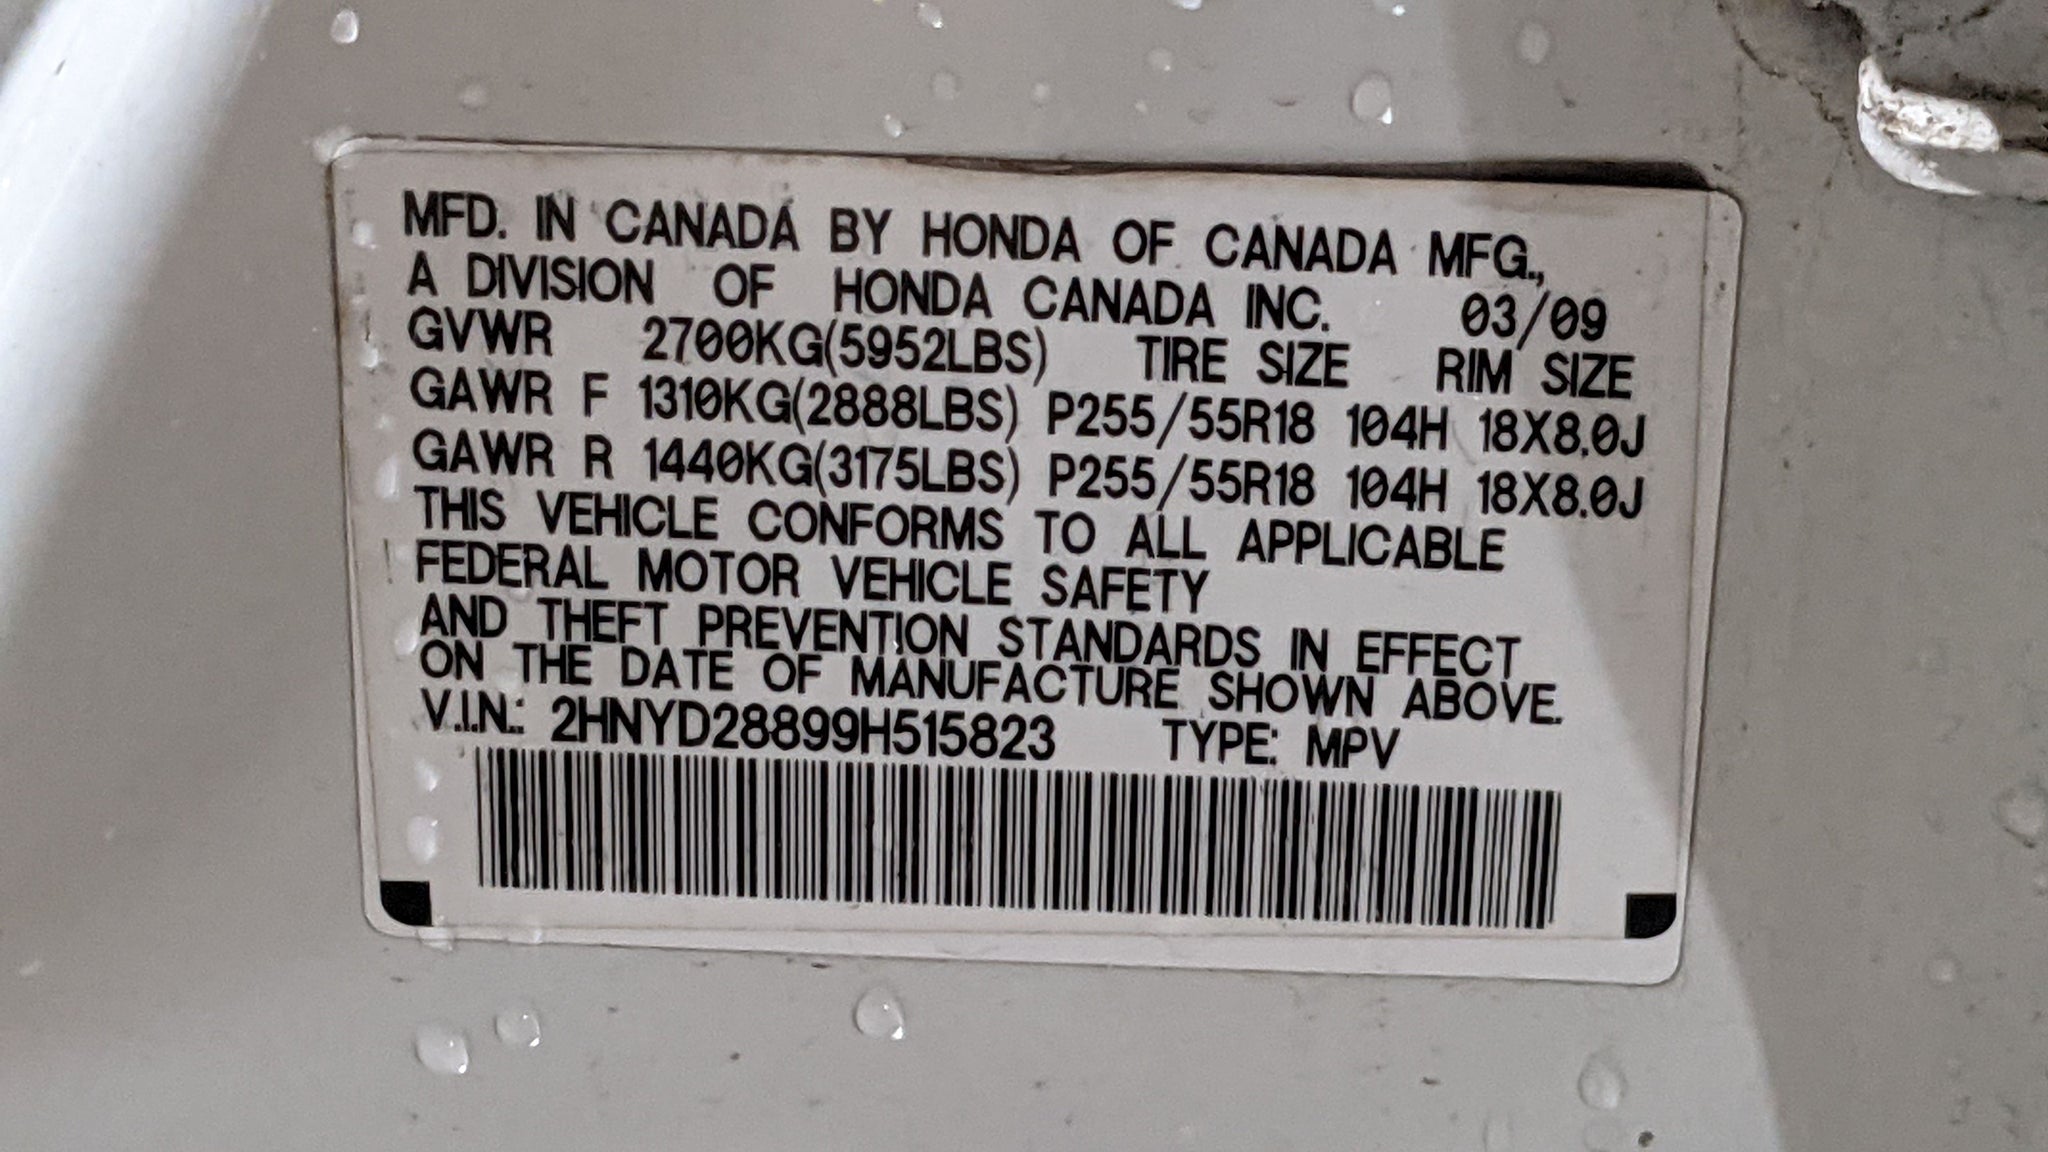 MFD. IN CANADA BY HONDA OF CANADA MFG.,
A DIVISION OF HONDA CANADA INC. 03/09
GVWR 2700KG(5952LBS) TIRE SIZE RIM SIZE
GAWR F 1310KG(2888LBS) P255/55R18 104H 18X8.0J
GAWR R 1440KG(3175LBS) P255/55R18 104H 18X8.0J
THIS VEHICLE CONFORMS TO ALL APPLICABLE
FEDERAL MOTOR VEHICLE SAFETY
AND THEFT PREVENTION STANDARDS IN EFFECT
ON THE DATE OF MANUFACTURE SHOWN ABOVE.
V.I.N.: 2HNYD28899H515823 TYPE: MPV